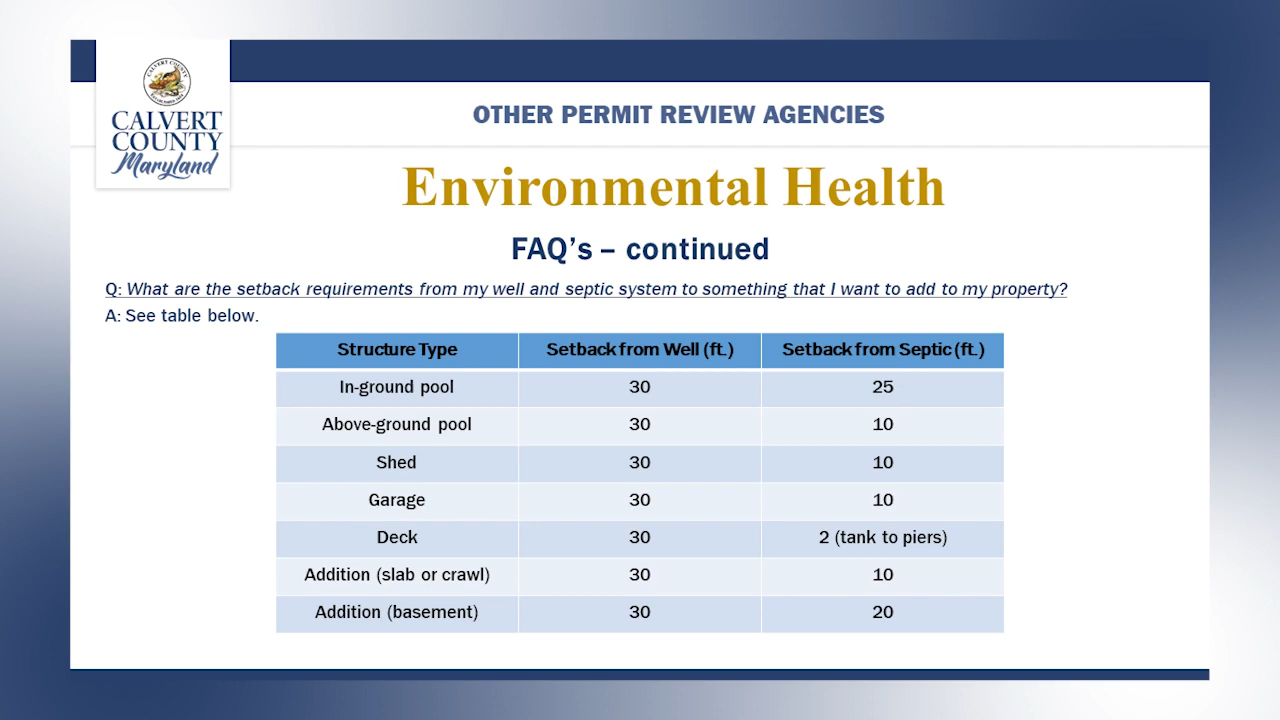 CALVERT COUNTY
CALVERT
COUNTY
Maryland
OTHER PERMIT REVIEW AGENCIES
Environmental Health
FAQ's – continued
Q: What are the setback requirements from my well and septic system to something that I want to add to my property?
A: See table below.
Structure Type Setback from Well (ft.) Setback from Septic (ft.)
In-ground pool 30 25
Above-ground pool 30 10
Shed 30 10
Garage 30 10
Deck 30 2 (tank to piers)
Addition (slab or crawl) 30 10
Addition (basement) 30 20